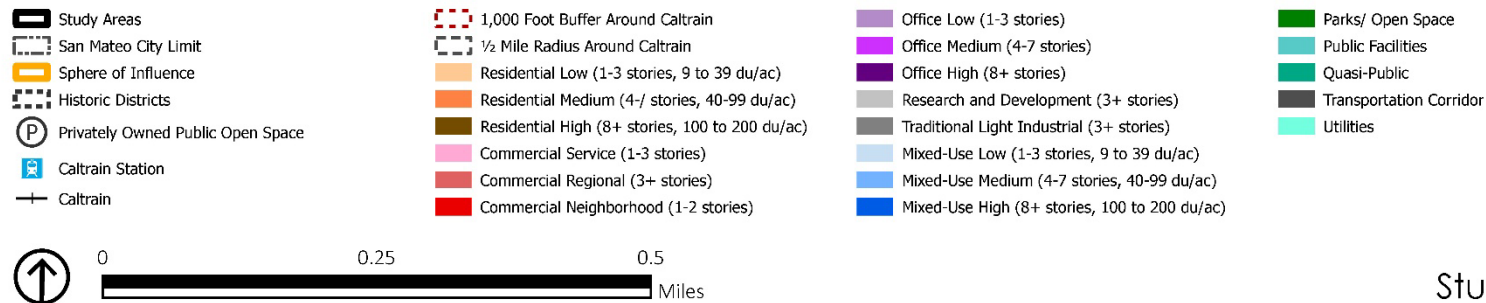 Study Areas
San Mateo City Limit
Sphere of Influence
Historic Districts
P Privately Owned Public Open Space
Caltrain Station
Caltrain
1,000 Foot Buffer Around Caltrain
½ Mile Radius Around Caltrain
Residential Low (1-3 stories, 9 to 39 du/ac)
Residential Medium (4-/ stories, 40-99 du/ac)
Residential High (8+ stories, 100 to 200 du/ac)
Commercial Service (1-3 stories)
Commercial Regional (3+ stories)
Commercial Neighborhood (1-2 stories)
Office Low (1-3 stories)
Office Medium (4-7 stories)
Office High (8+ stories)
Research and Development (3+ stories)
Traditional Light Industrial (3+ stories)
Mixed-Use Low (1-3 stories, 9 to 39 du/ac)
Mixed-Use Medium (4-7 stories, 40-99 du/ac)
Mixed-Use High (8+ stories, 100 to 200 du/ac)
Parks/ Open Space
Public Facilities
Quasi-Public
Transportation Corridor
Utilities
0 0.25 0.5
Miles
Stu